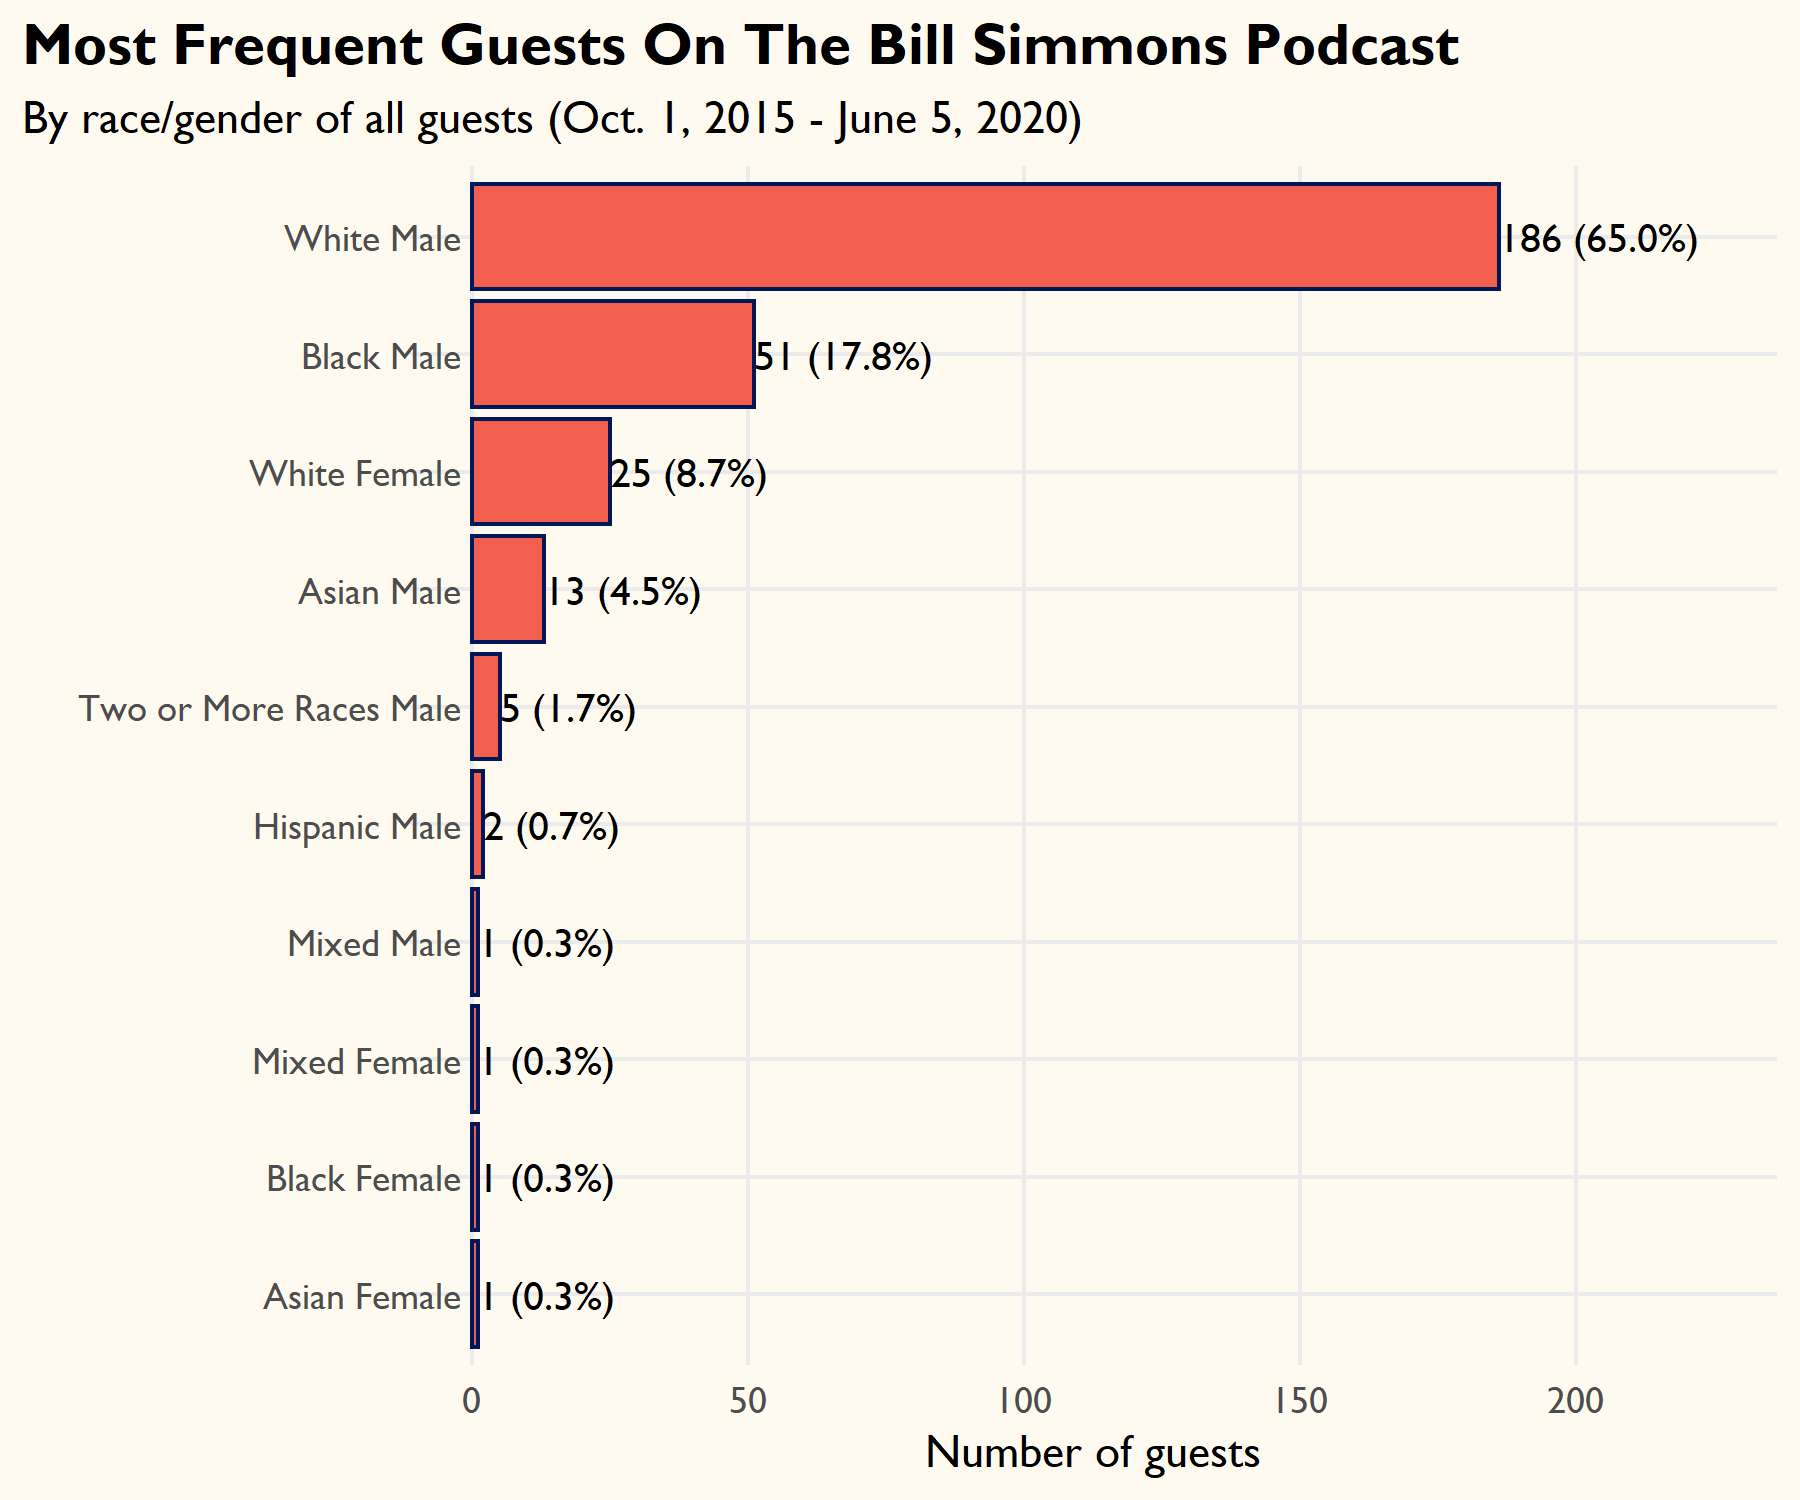 Most Frequent Guests On The Bill Simmons Podcast
By race/gender of all guests (Oct. 1, 2015 - June 5, 2020)
White Male 186 (65.0%)
Black Male 51 (17.8%)
White Female 25 (8.7%)
Asian Male 13 (4.5%)
Two or More Races Male 5 (1.7%)
Hispanic Male 2 (0.7%)
Mixed Male 1 (0.3%)
Mixed Female 1 (0.3%)
Black Female 1 (0.3%)
Asian Female 1 (0.3%)
0 50 100 150 200
Number of guests